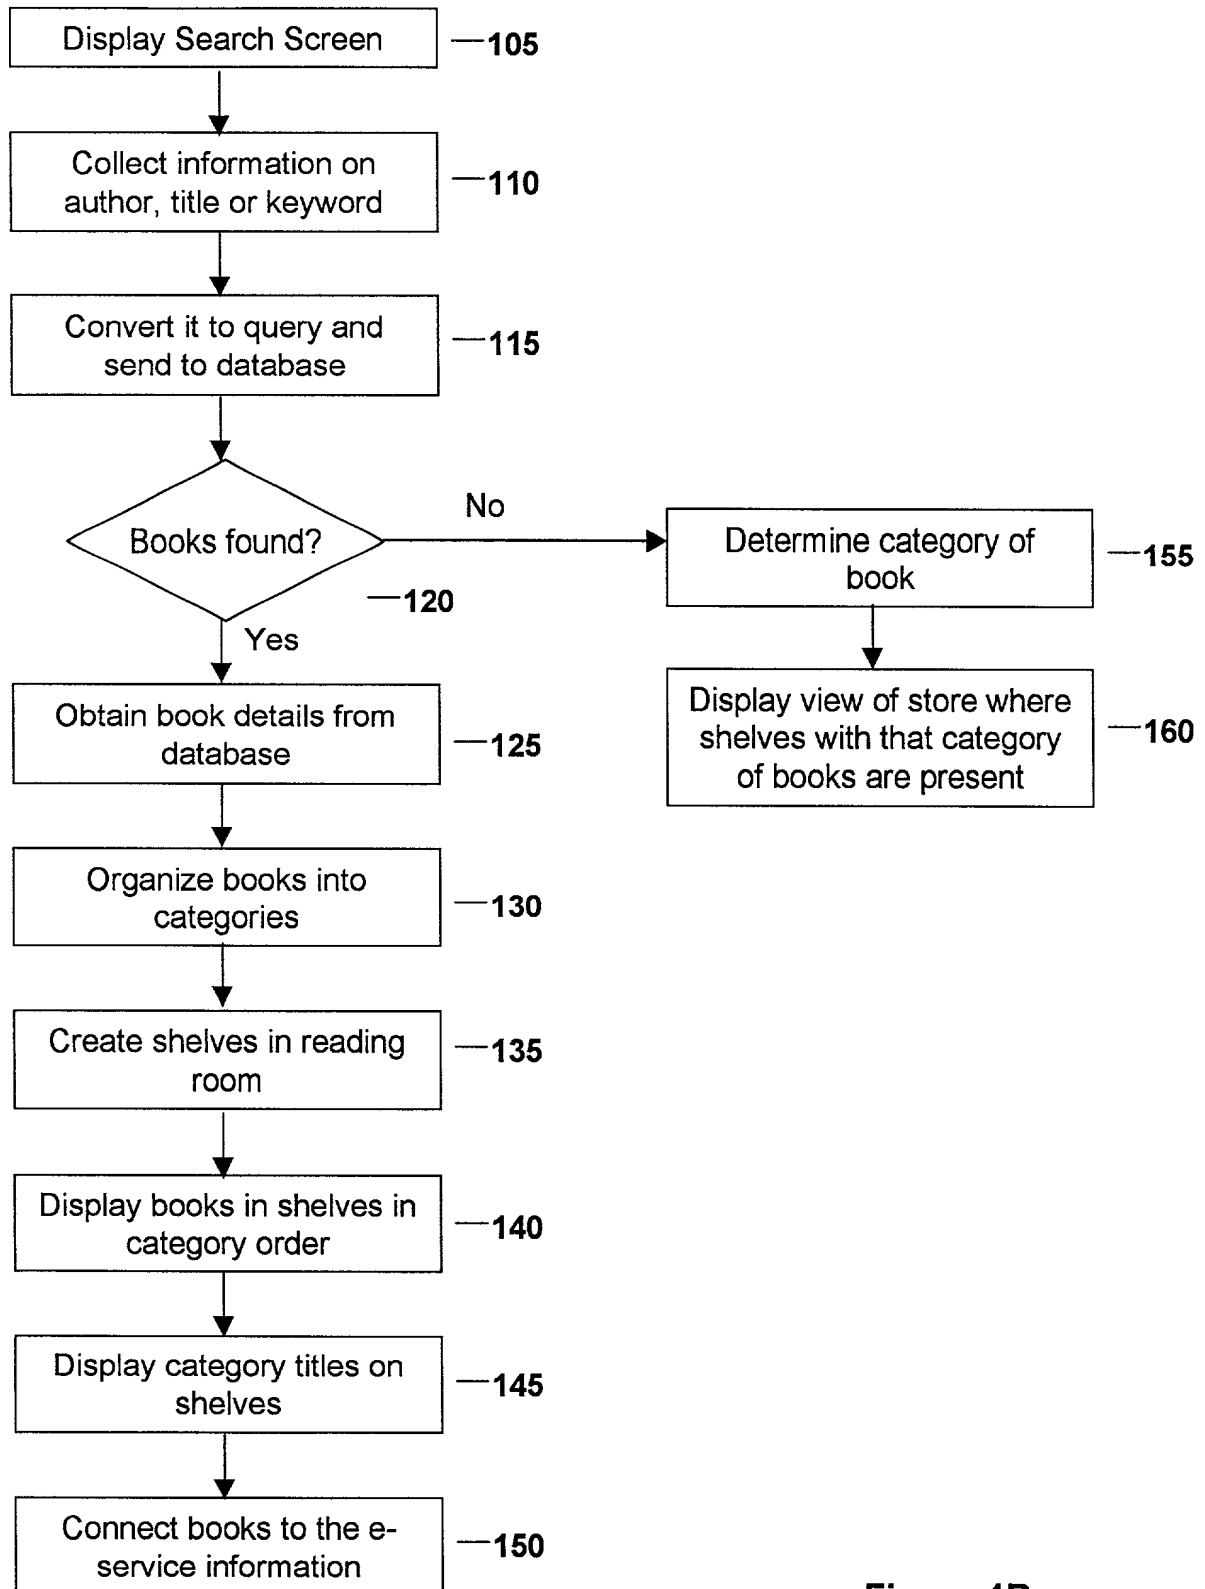 Display Search Screen
105
Collect information on
author, title or keyword
110
Convert it to query and
send to database
115
Books found?
120
No
Yes
Determine category of
book
155
Display view of store where
shelves with that category
of books are present
160
Obtain book details from
database
125
Organize books into
categories
130
Create shelves in reading
room
135
Display books in shelves in
category order
140
Display category titles on
shelves
145
Connect books to the e-
service information
150